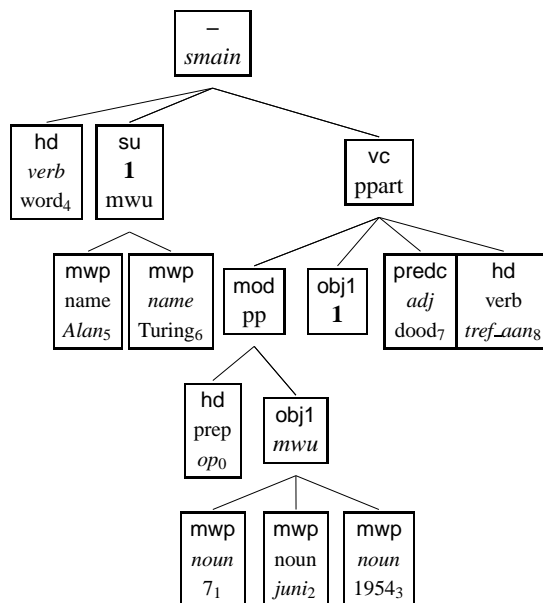 –
smain
hd
verb
word4
su
1
mwu
vc
ppart
mwp
name
Alan5
mwp
name
Turing6
mod
pp
obj1
1
predc
adj
dood7
hd
verb
tref_aan8
hd
prep
op0
obj1
mwu
mwp
noun
71
mwp
noun
juni2
mwp
noun
19543